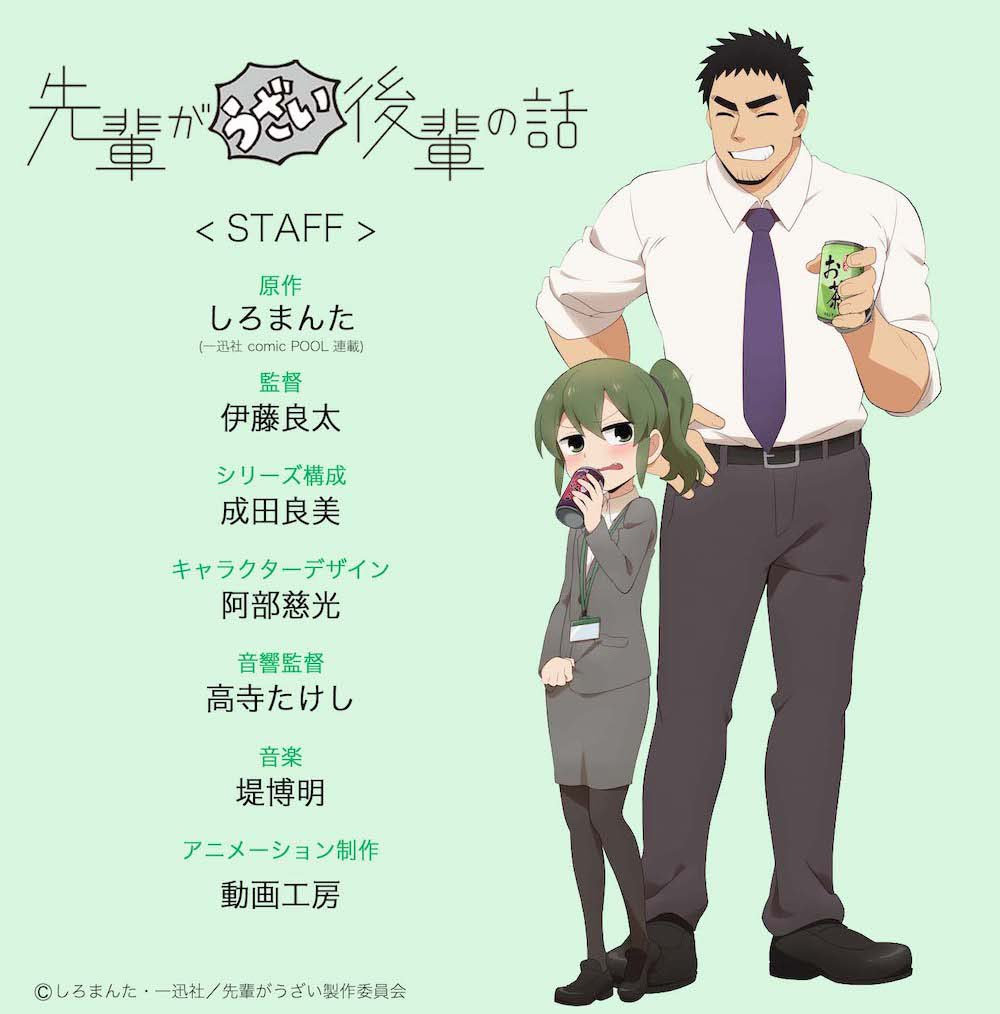 先輩がうざい後輩の話
< STAFF >
原作
しろまんた
(一迅社 comic POOL 連載)
監督
伊藤良太
シリーズ構成
成田良美
キャラクターデザイン
阿部慈光
音響監督
高寺たけし
音楽
堤博明
アニメーション制作
動画工房
お茶
©しろまんた・一迅社／先輩がうざい製作委員会